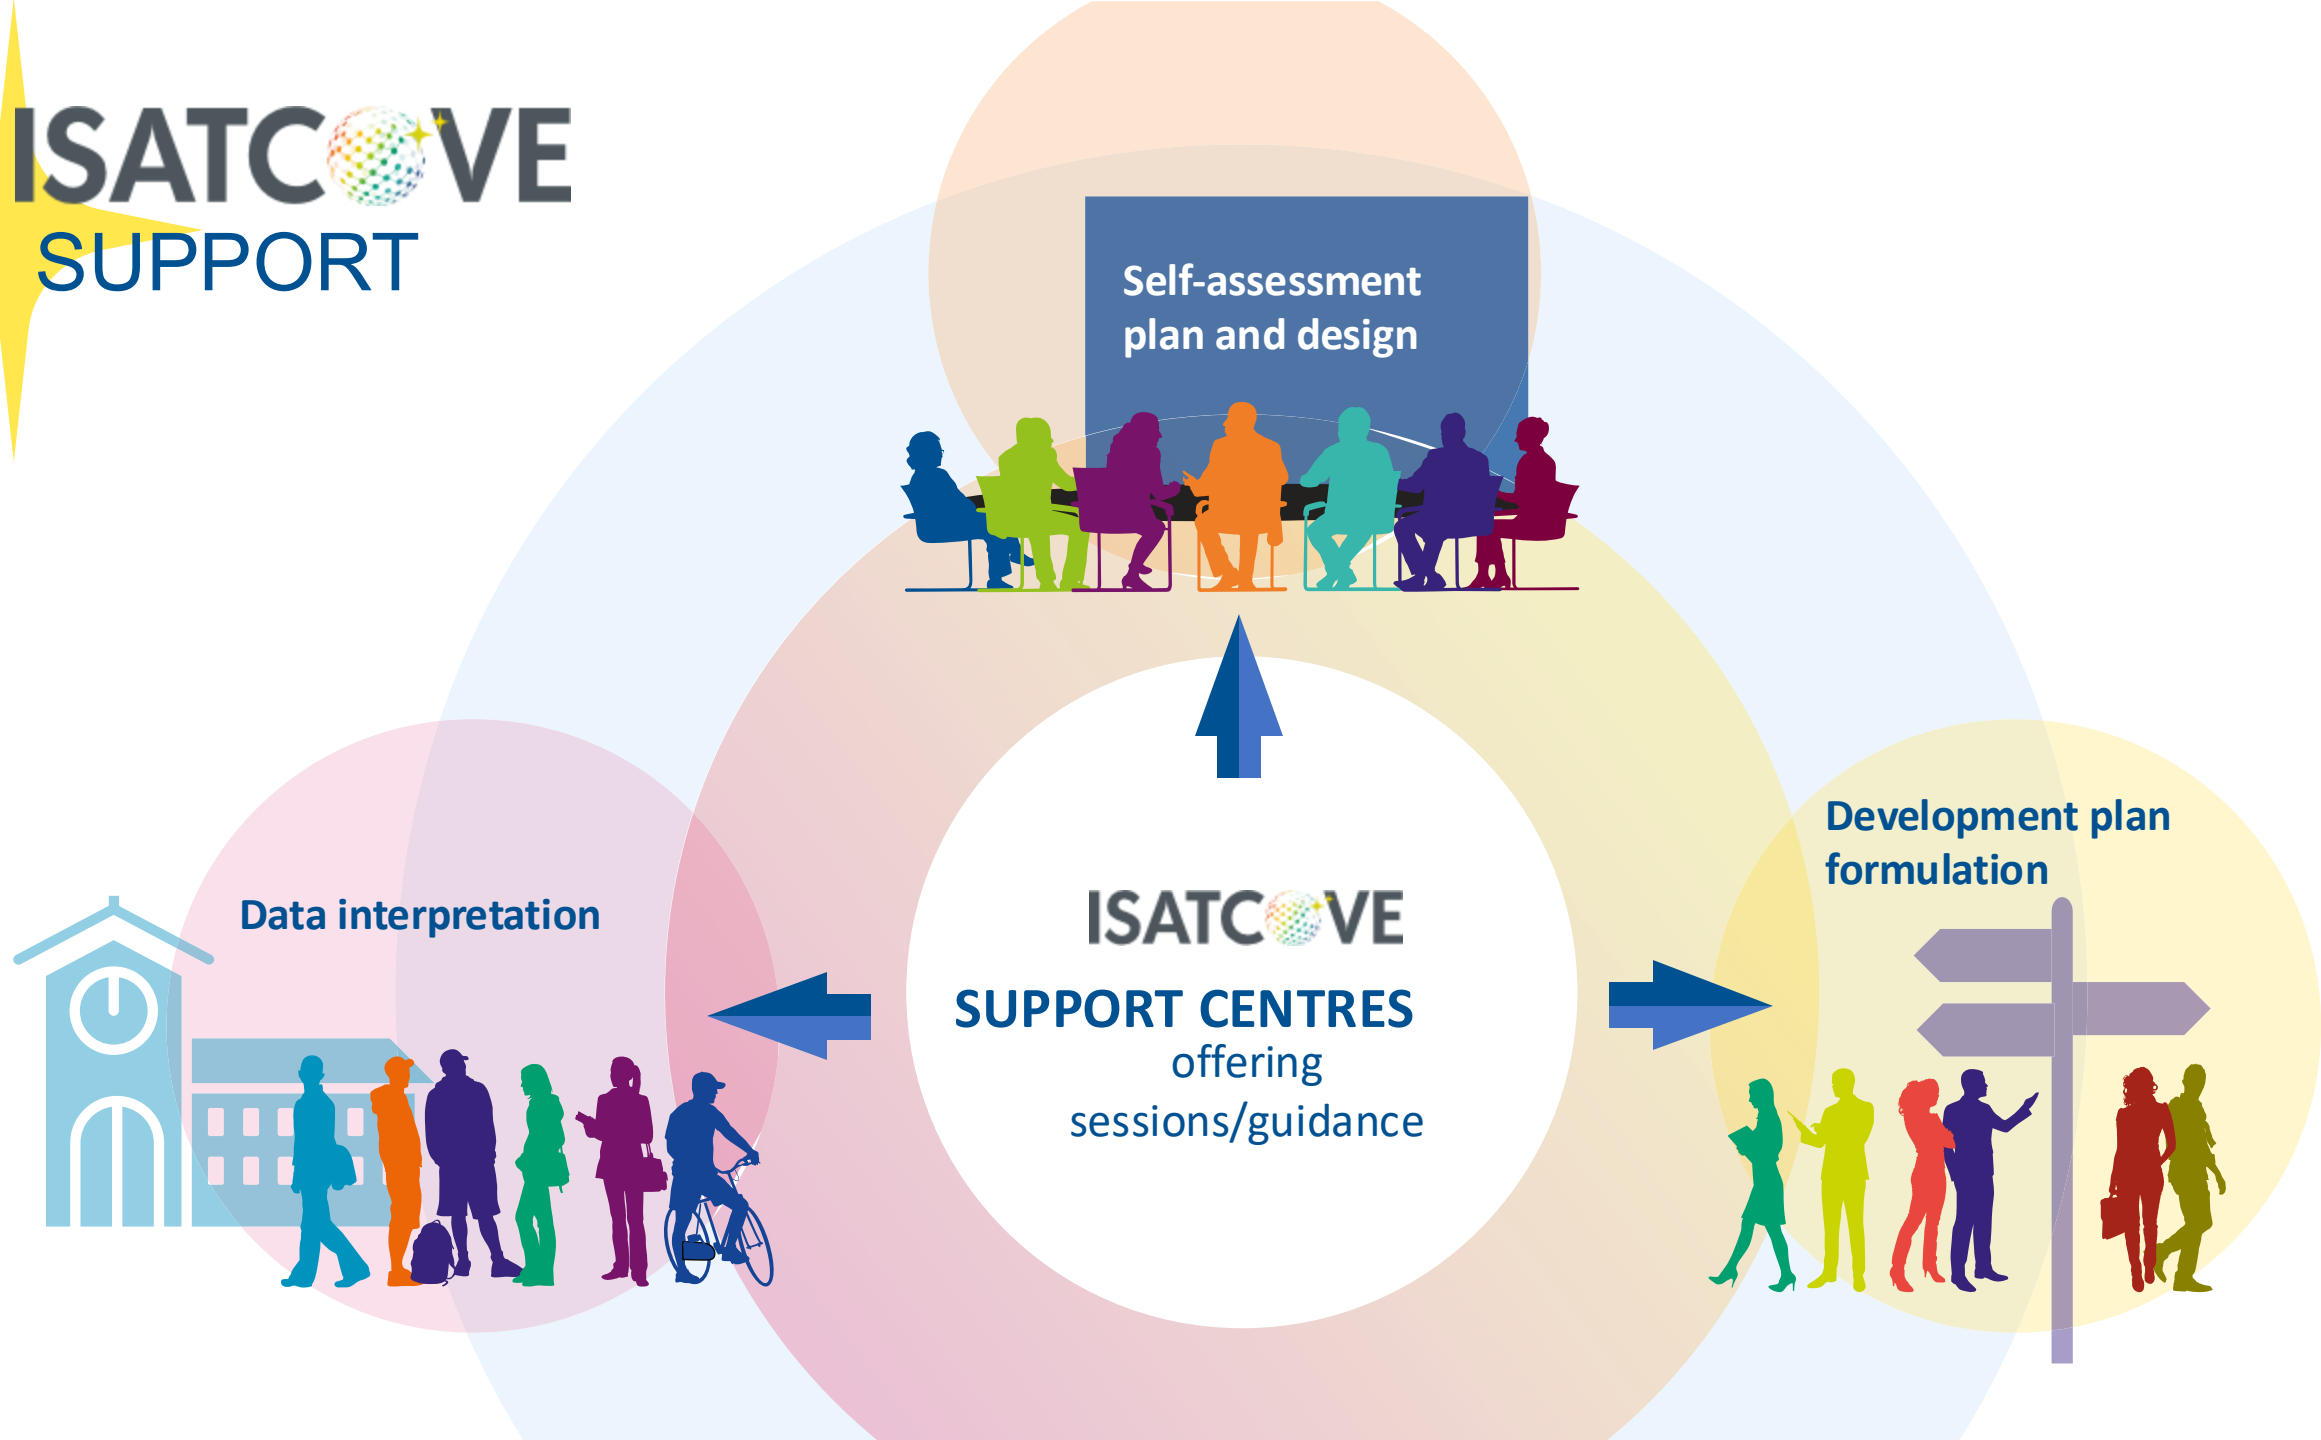 ISATCOVE
SUPPORT
Self-assessment
plan and design
Development plan
formulation
Data interpretation
ISATCOVE
SUPPORT CENTRES
offering
sessions/guidance